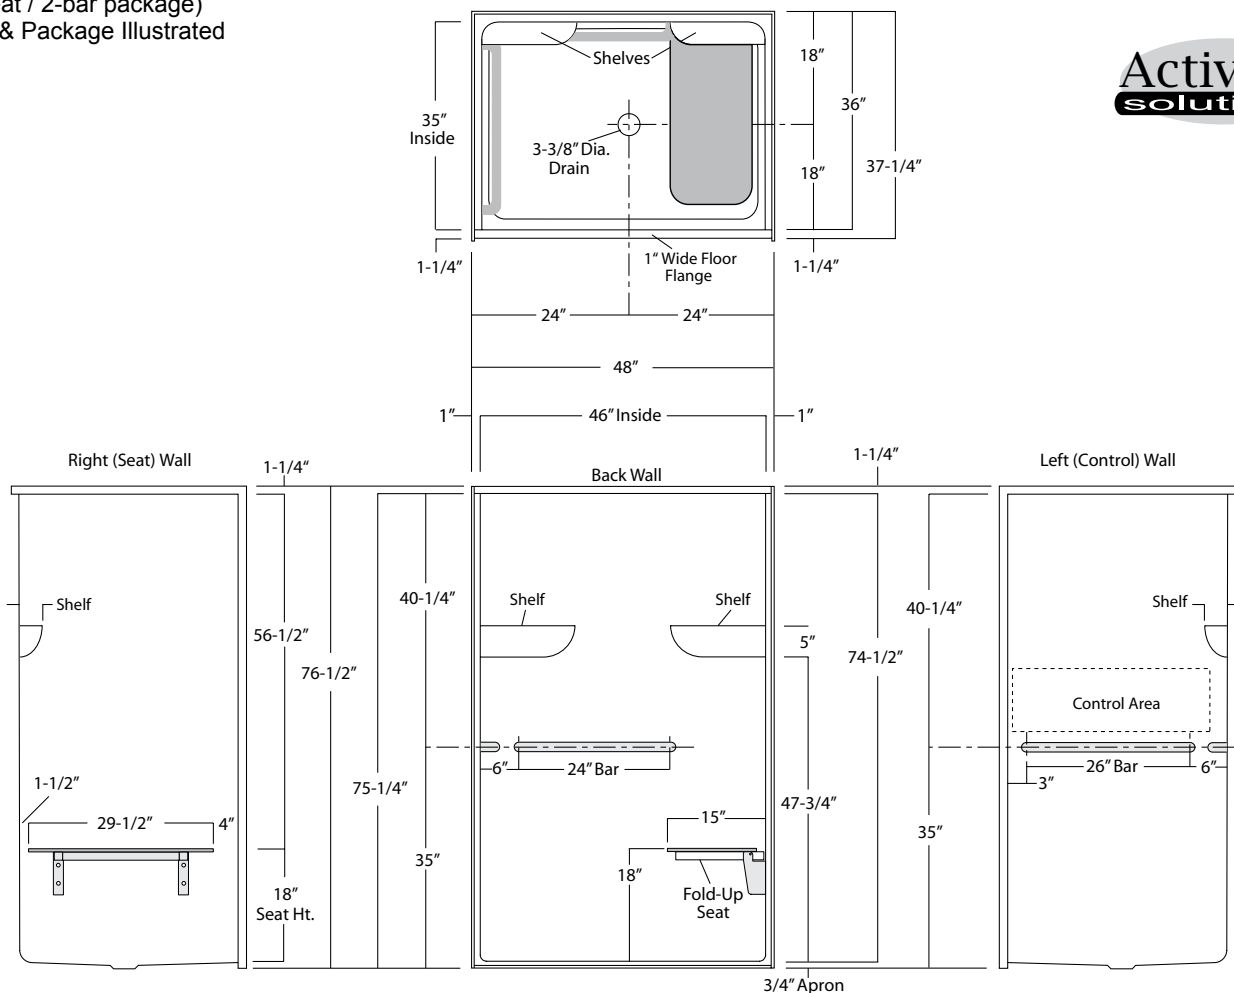 / 2-bar package)
& Package Illustrated
Shelves
18”
35”
Inside
36”
3-3/8” Dia.
Drain
18”
37-1/4”
1-1/4”
1“ Wide Floor
Flange
1-1/4”
24”
24”
48”
1”
46” Inside
1”
Right (Seat) Wall
1-1/4“
Back Wall
1-1/4”
Left (Control) Wall
Shelf
40-1/4”
Shelf
Shelf
40-1/4”
Shelf
56-1/2”
5”
76-1/2”
74-1/2”
Control Area
6”
24” Bar
26” Bar
6”
1-1/2”
75-1/4”
3”
29-1/2”
4”
15”
47-3/4”
35”
35”
18”
Seat Ht.
18”
Fold-Up
Seat
3/4” Apron